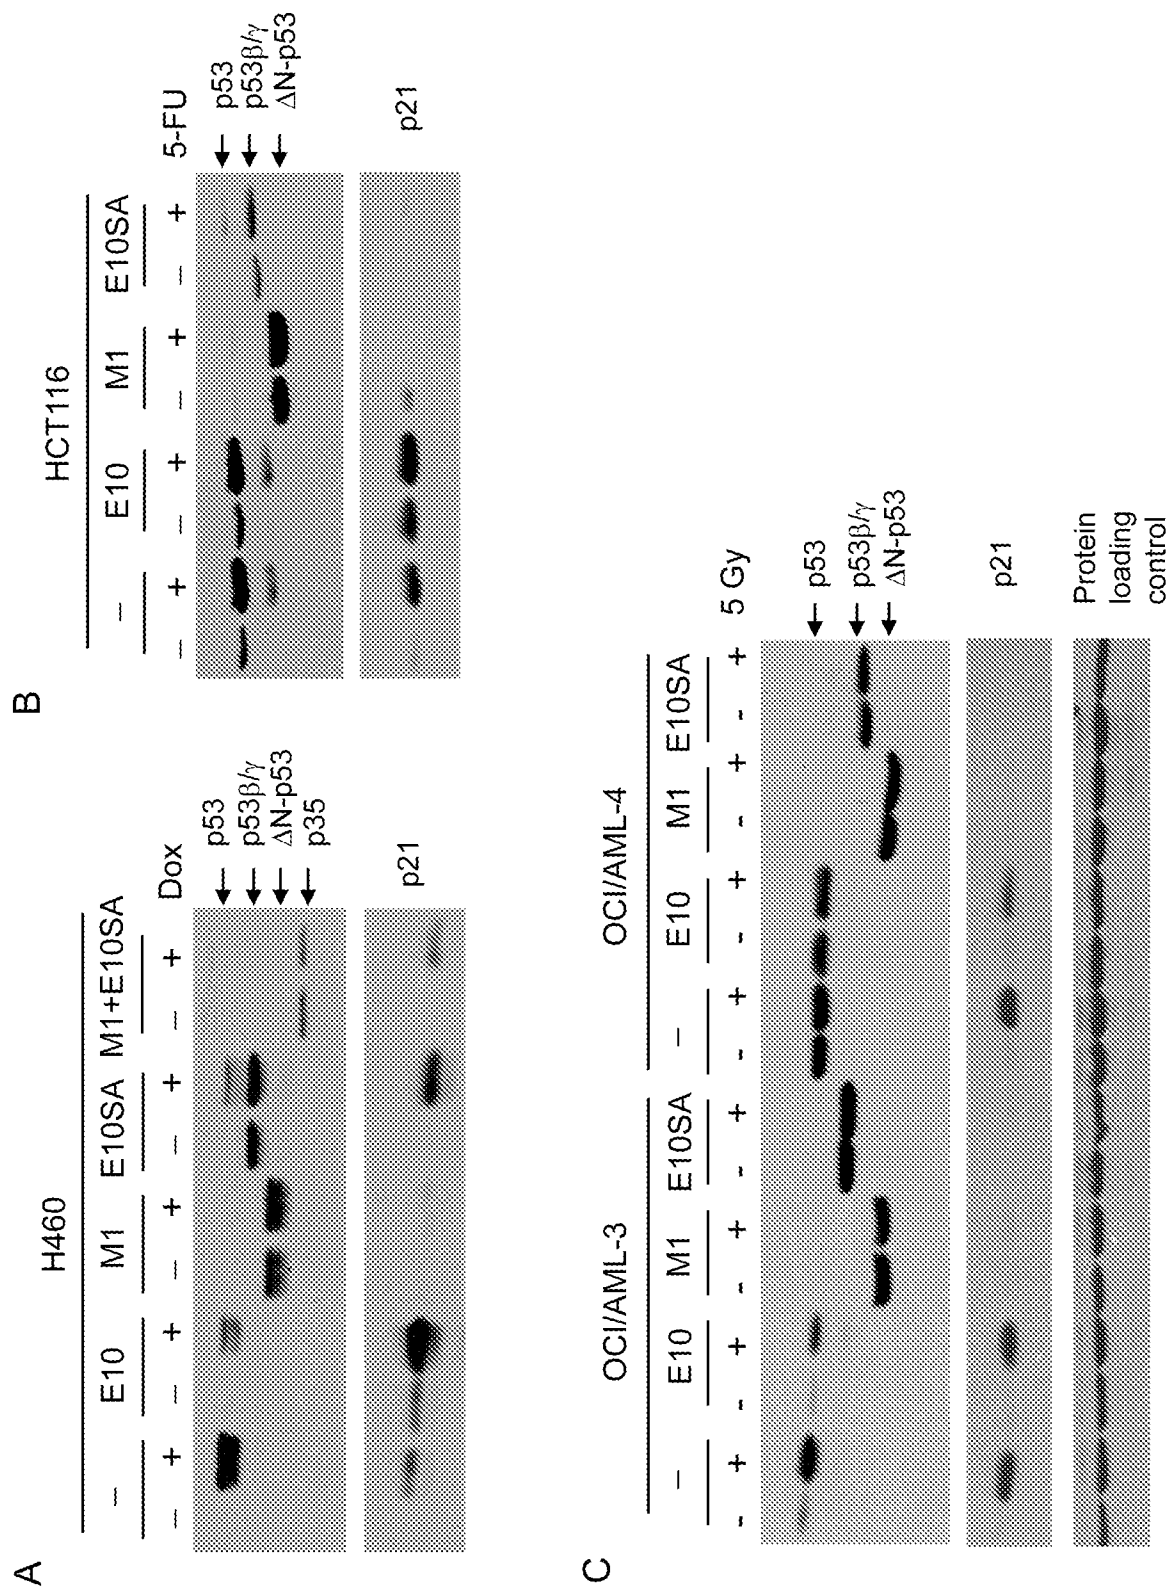 A
H460
– E10 M1 E10SA M1+E10SA
– + – + – + – + – + Dox
p53
p53β/γ
ΔN-p53
p35
p21
B
HCT116
– E10 M1 E10SA
– + – + – + – + 5-FU
p53
p53β/γ
ΔN-p53
p21
C
OCI/AML-3 OCI/AML-4
– E10 M1 E10SA – E10 M1 E10SA
- + - + - + - + - + - + - + - + 5 Gy
p53
p53β/γ
ΔN-p53
p21
Protein
loading
control